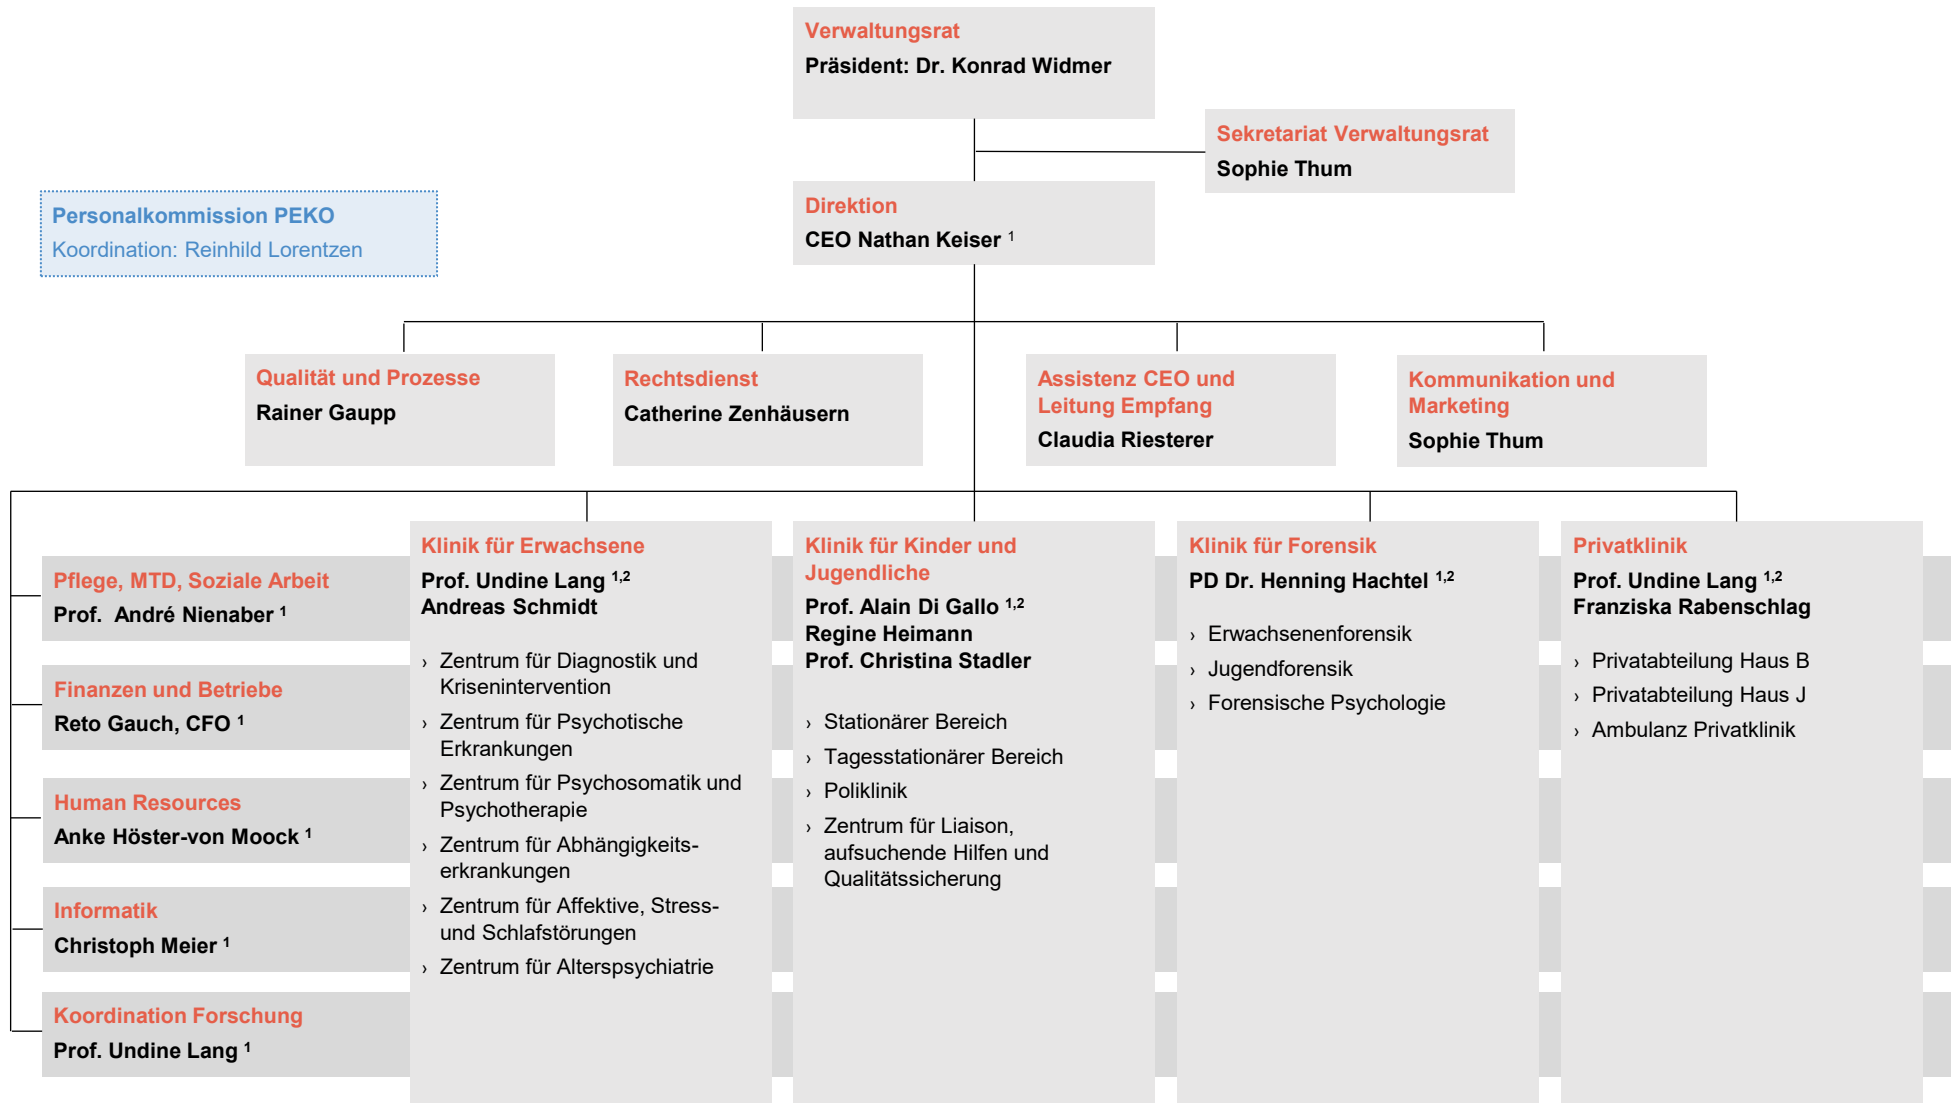 Verwaltungsrat
Präsident: Dr. Konrad Widmer
Sekretariat Verwaltungsrat
Sophie Thum
Personalkommission PEKO
Koordination: Reinhild Lorentzen
Direktion
CEO Nathan Keiser ¹
Qualität und Prozesse
Rainer Gaupp
Rechtsdienst
Catherine Zenhäusern
Assistenz CEO und
Leitung Empfang
Claudia Riesterer
Kommunikation und
Marketing
Sophie Thum
Pflege, MTD, Soziale Arbeit
Prof. André Nienaber ¹
Finanzen und Betriebe
Reto Gauch, CFO ¹
Human Resources
Anke Höster-von Moock ¹
Informatik
Christoph Meier ¹
Koordination Forschung
Prof. Undine Lang ¹
Klinik für Erwachsene
Prof. Undine Lang ¹,²
Andreas Schmidt
› Zentrum für Diagnostik und
Krisenintervention
› Zentrum für Psychotische
Erkrankungen
› Zentrum für Psychosomatik und
Psychotherapie
› Zentrum für Abhängigkeits-
erkrankungen
› Zentrum für Affektive, Stress-
und Schlafstörungen
› Zentrum für Alterspsychiatrie
Klinik für Kinder und
Jugendliche
Prof. Alain Di Gallo ¹,²
Regine Heimann
Prof. Christina Stadler
› Stationärer Bereich
› Tagesstationärer Bereich
› Poliklinik
› Zentrum für Liaison,
aufsuchende Hilfen und
Qualitätssicherung
Klinik für Forensik
PD Dr. Henning Hachtel ¹,²
› Erwachsenenforensik
› Jugendforensik
› Forensische Psychologie
Privatklinik
Prof. Undine Lang ¹,²
Franziska Rabenschlag
› Privatabteilung Haus B
› Privatabteilung Haus J
› Ambulanz Privatklinik